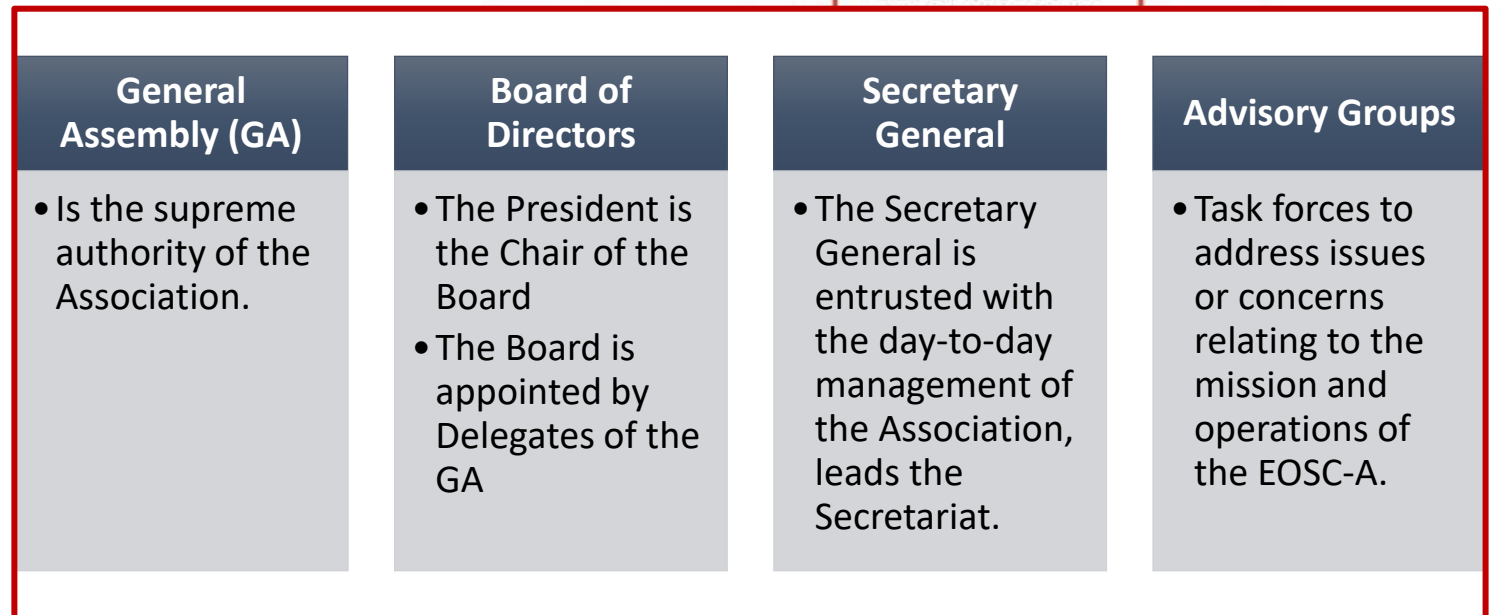 General
Assembly (GA)
• Is the supreme
authority of the
Association.
Board of
Directors
• The President is
the Chair of the
Board
• The Board is
appointed by
Delegates of the
GA
Secretary
General
• The Secretary
General is
entrusted with
the day-to-day
management of
the Association,
leads the
Secretariat.
Advisory Groups
• Task forces to
address issues
or concerns
relating to the
mission and
operations of
the EOSC-A.